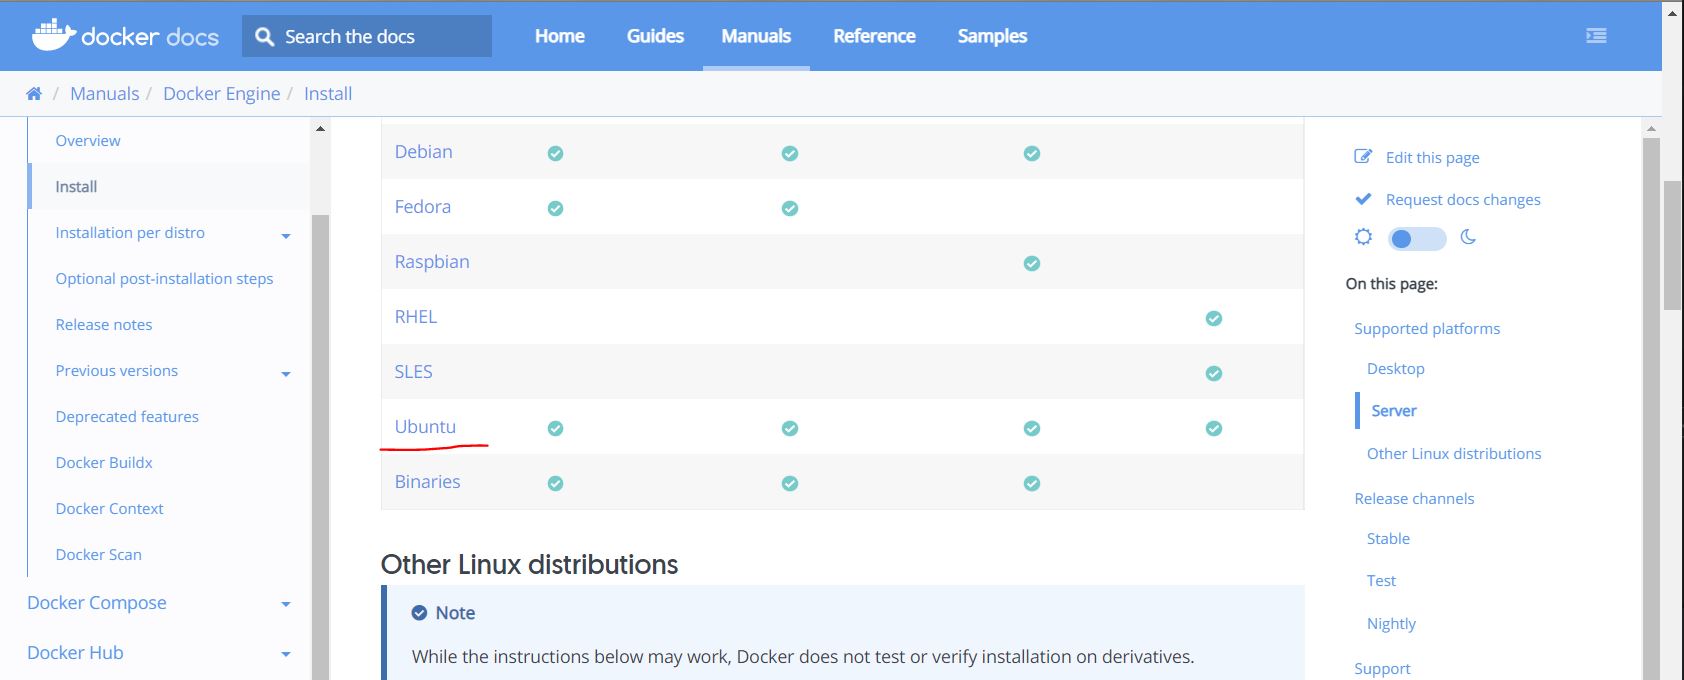 docker docs
Search the docs
Home
Guides
Manuals
Reference
Samples
/ Manuals / Docker Engine / Install
Overview
Install
Installation per distro
Optional post-installation steps
Release notes
Previous versions
Deprecated features
Docker Buildx
Docker Context
Docker Scan
Docker Compose
Docker Hub
Debian
Fedora
Raspbian
RHEL
SLES
Ubuntu
Binaries
Other Linux distributions
Note
While the instructions below may work, Docker does not test or verify installation on derivatives.
Edit this page
Request docs changes
On this page:
Supported platforms
Desktop
Server
Other Linux distributions
Release channels
Stable
Test
Nightly
Support